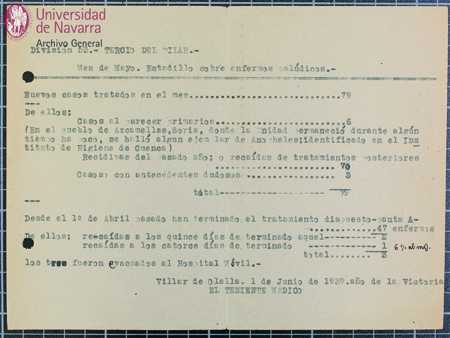 Universidad
de Navarra
Archivo General
División 53.- TERCIO DEL PILAR.-
Mes de Mayo. Estadillo sobre enfermos palúdicos.-
Nuevos casos tratados en el mes...................79
De ellos:
Casos al parecer primarios...................6
(En el pueblo de Azcamellas, Soria, donde la Unidad permaneció durante algún
tiempo ha poco, se halló algun ejemplar de Anopheles; identificado en el Ins
tituto de Higiene de Cuenca)
Recidivas del pasado año; o recaídas de tratamientos posteriores
70
Casos con antecedentes dudosos ................3
total------------------- 79
Desde el 1º de Abril pasado han terminado el tratamiento dispuesto-pauta A-
47 enfermos
De ellos: recaídas a los quince días de terminado aquel------- 2
recaídas a los catorce días de terminado ............ 1
total....... 3
los tres fueron evacuados al Hospital Móvil.-
Villar de Olalla. 1 de Junio de 1939. año de la Victoria
EL TENIENTE MEDICO